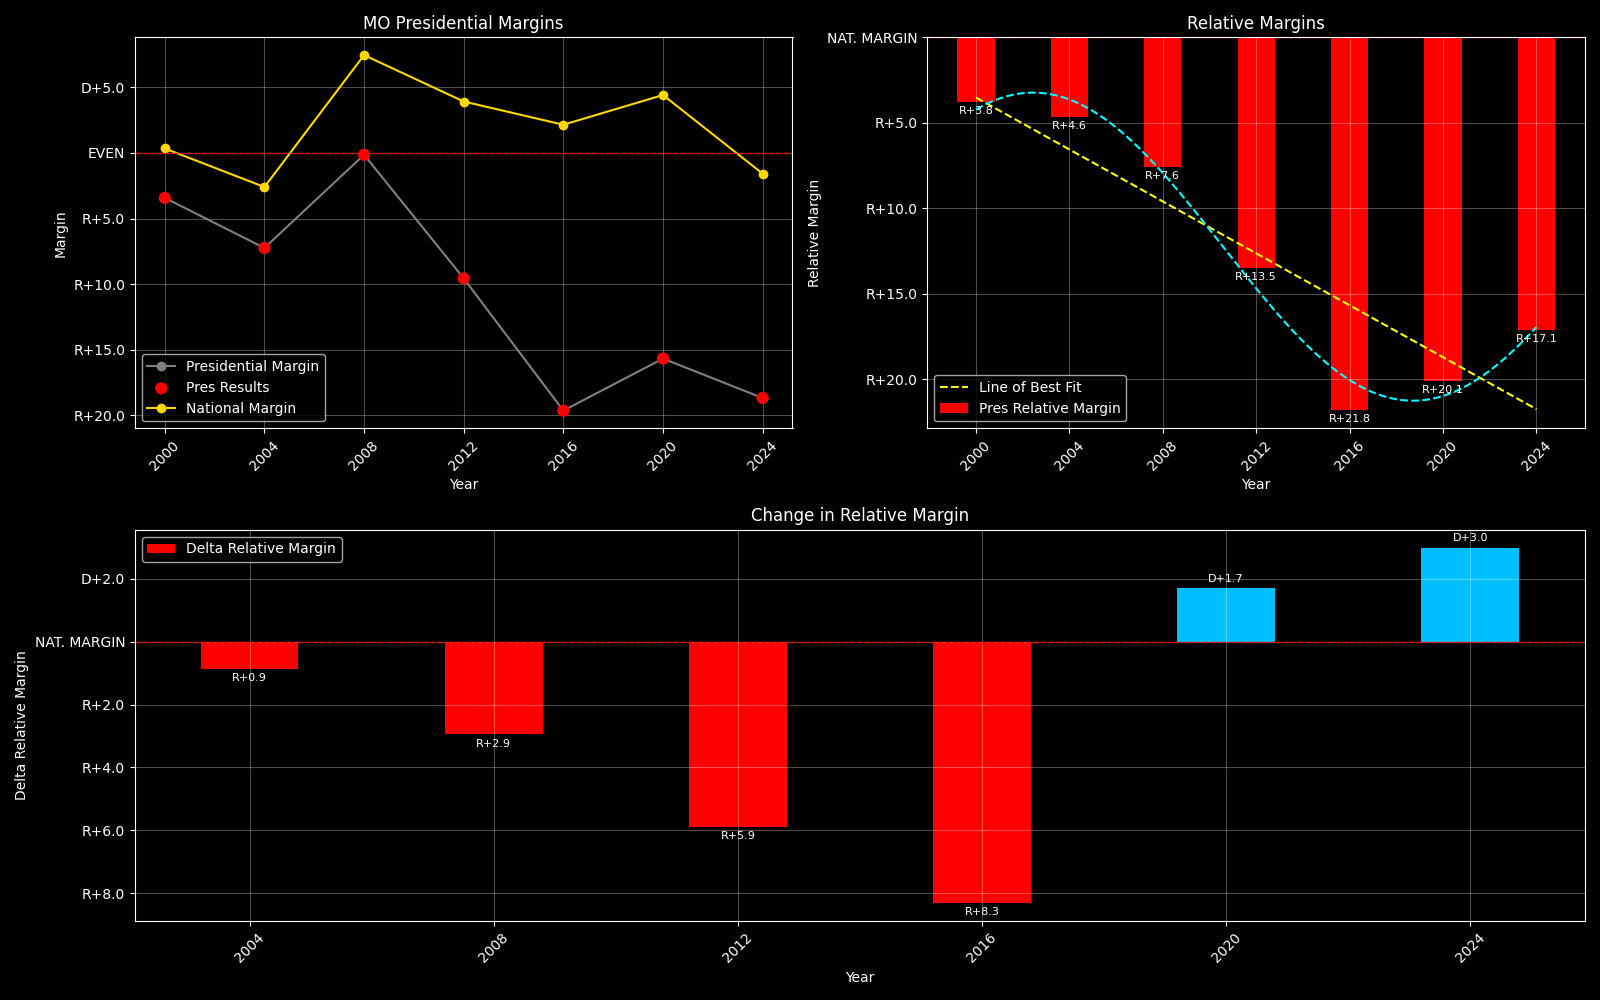 MO Presidential Margins
D+5.0
EVEN
R+5.0
R+10.0
R+15.0
R+20.0
Margin
Presidential Margin
Pres Results
National Margin
2000
2004
2008
2012
2016
2020
2024
Year
Relative Margins
NAT. MARGIN
R+5.0
R+10.0
R+15.0
R+20.0
Relative Margin
R+3.8
R+4.6
R+7.6
R+13.5
R+21.8
R+20.1
R+17.1
Line of Best Fit
Pres Relative Margin
2000
2004
2008
2012
2016
2020
2024
Year
Change in Relative Margin
Delta Relative Margin
D+2.0
NAT. MARGIN
R+2.0
R+4.0
R+6.0
R+8.0
Delta Relative Margin
R+0.9
R+2.9
R+5.9
R+8.3
D+1.7
D+3.0
2004
2008
2012
2016
2020
2024
Year